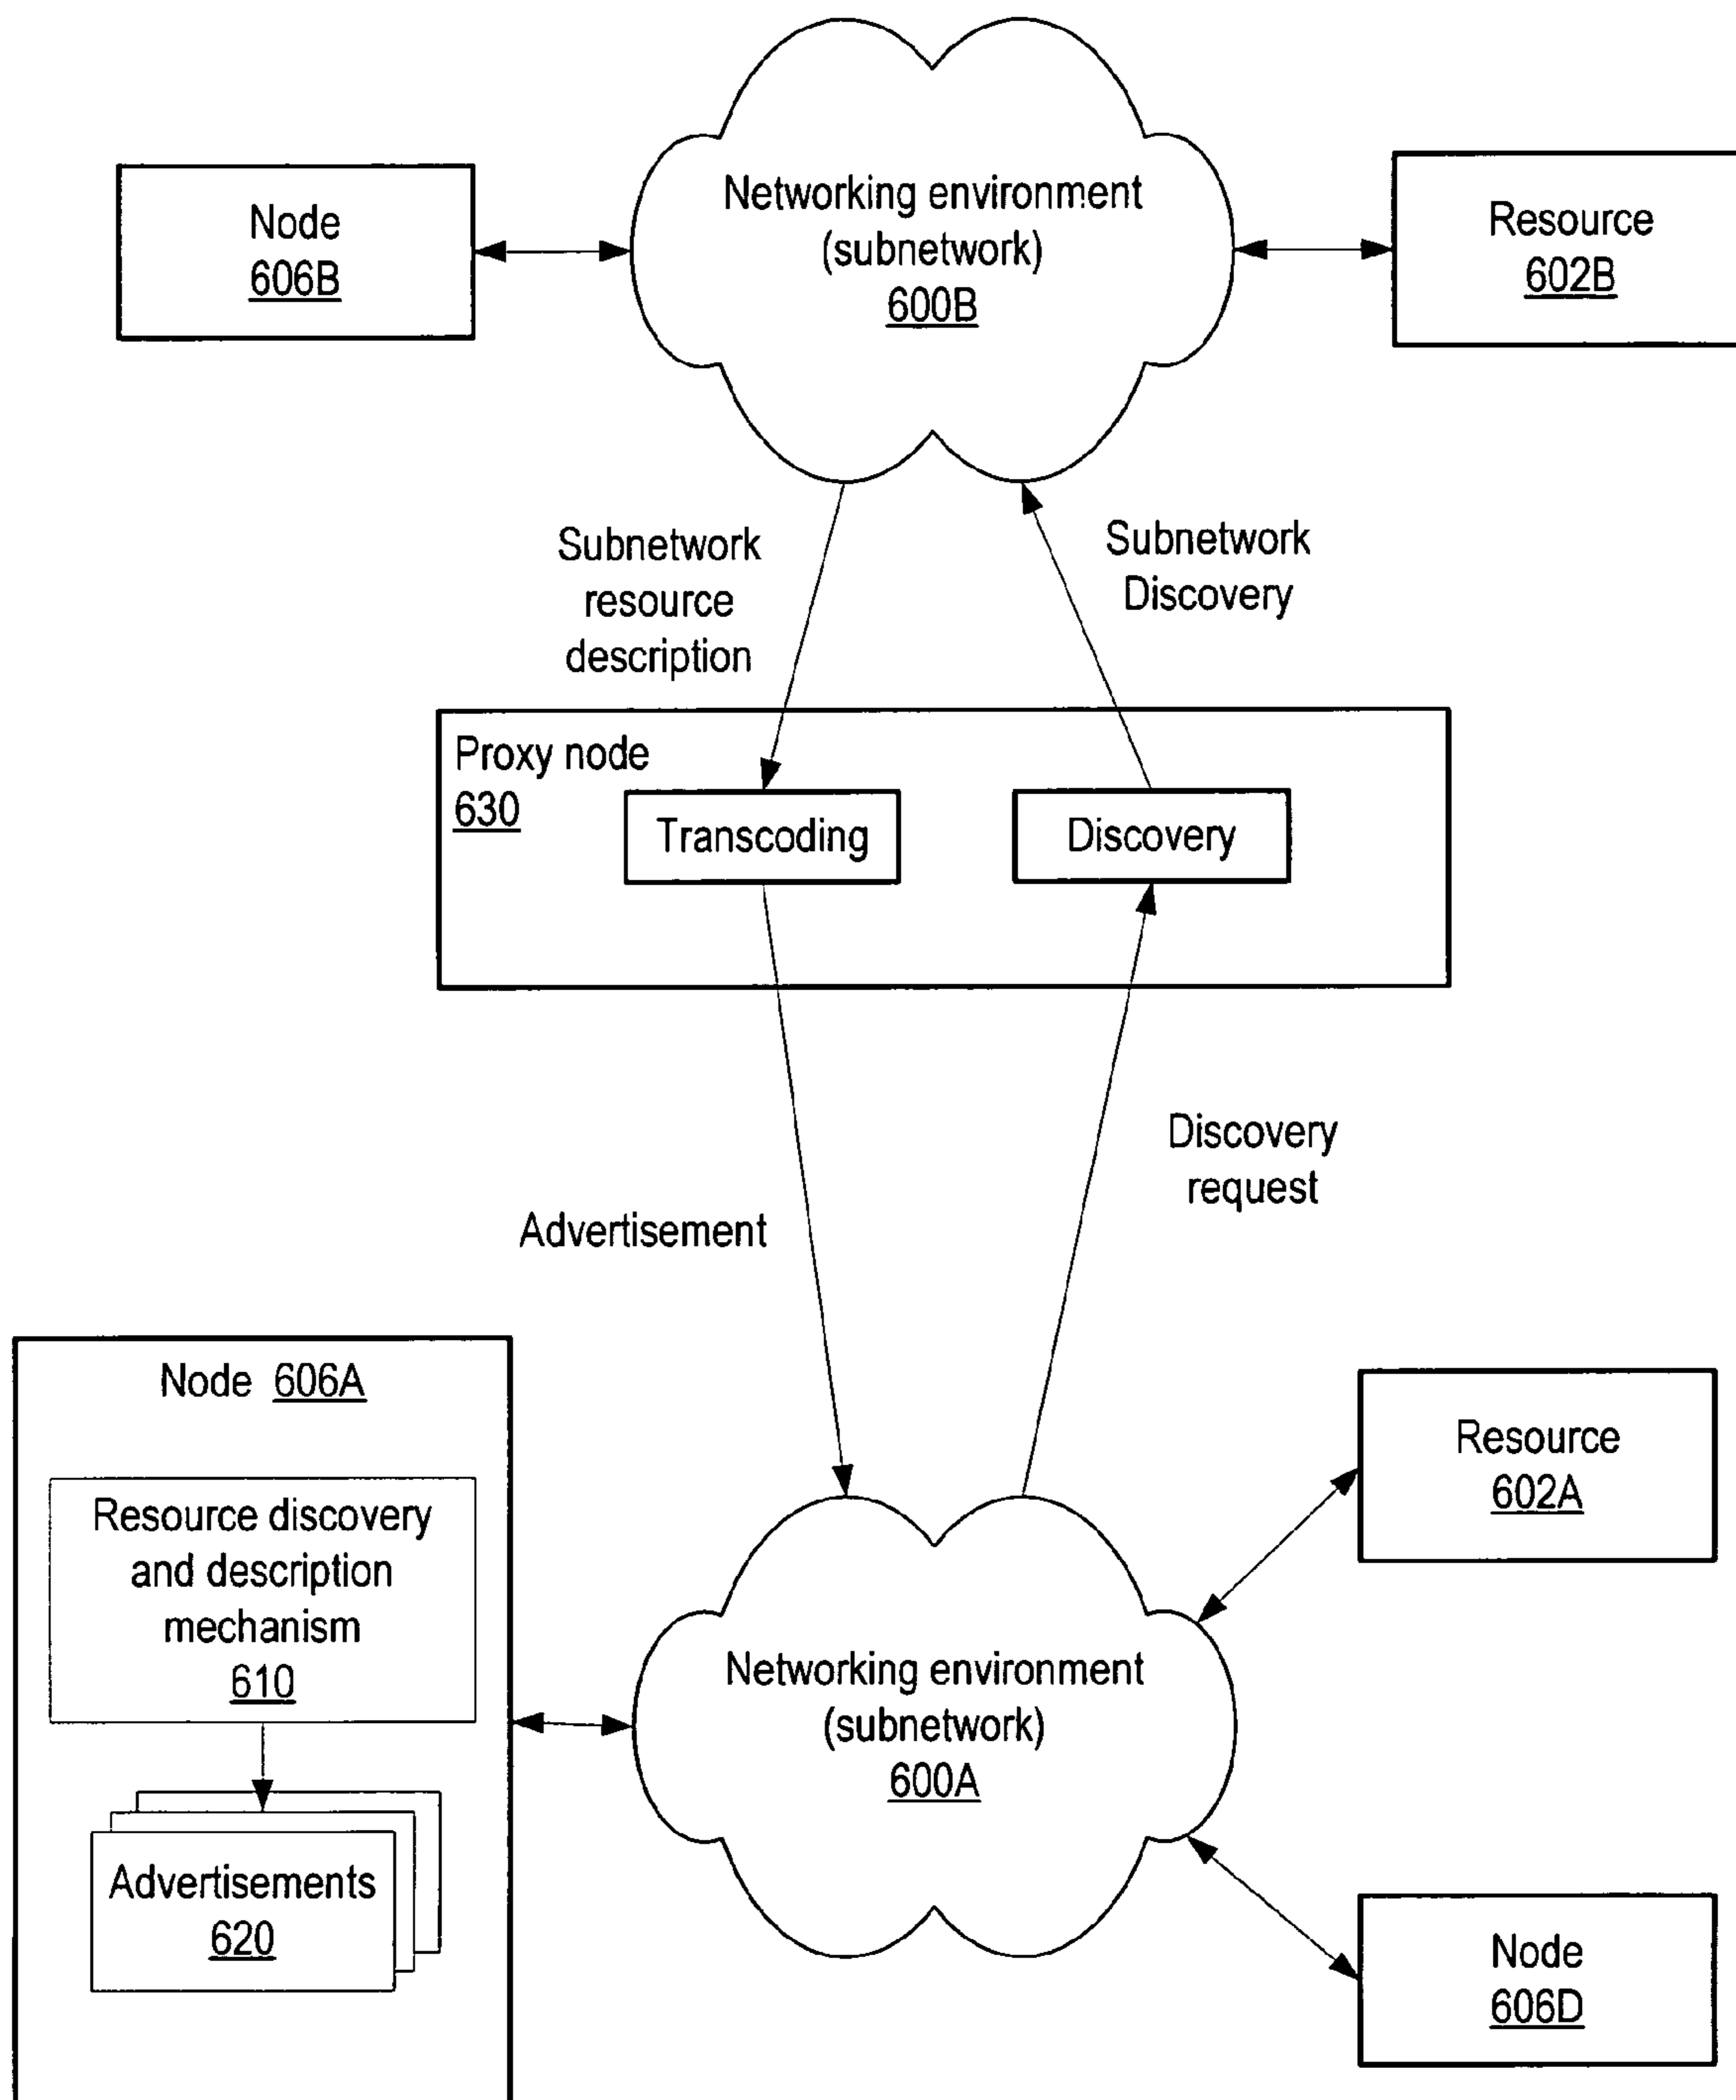 Node
606B
Networking environment
(subnetwork)
600B
Resource
602B
Subnetwork
resource
description
Subnetwork
Discovery
Proxy node
630
Transcoding
Discovery
Discovery
request
Advertisement
Node 606A
Resource discovery
and description
mechanism
610
Advertisements
620
Networking environment
(subnetwork)
600A
Resource
602A
Node
606D